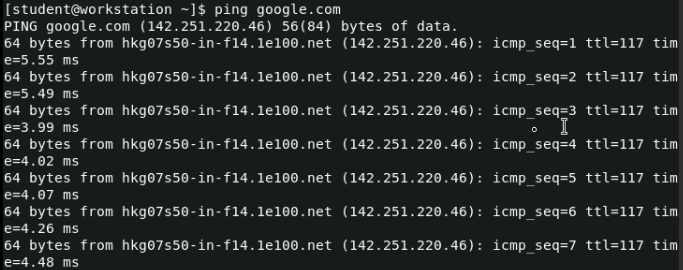 [student@workstation ~]$ ping google.com
PING google.com (142.251.220.46) 56(84) bytes of data.
64 bytes from hkg07s50-in-f14.1e100.net (142.251.220.46): icmp_seq=1 ttl=117 tim
e=5.55 ms
64 bytes from hkg07s50-in-f14.1e100.net (142.251.220.46): icmp_seq=2 ttl=117 tim
e=5.49 ms
64 bytes from hkg07s50-in-f14.1e100.net (142.251.220.46): icmp_seq=3 ttl=117 tim
e=3.99 ms
64 bytes from hkg07s50-in-f14.1e100.net (142.251.220.46): icmp_seq=4 ttl=117 tim
e=4.02 ms
64 bytes from hkg07s50-in-f14.1e100.net (142.251.220.46): icmp_seq=5 ttl=117 tim
e=4.07 ms
64 bytes from hkg07s50-in-f14.1e100.net (142.251.220.46): icmp_seq=6 ttl=117 tim
e=4.26 ms
64 bytes from hkg07s50-in-f14.1e100.net (142.251.220.46): icmp_seq=7 ttl=117 tim
e=4.48 ms